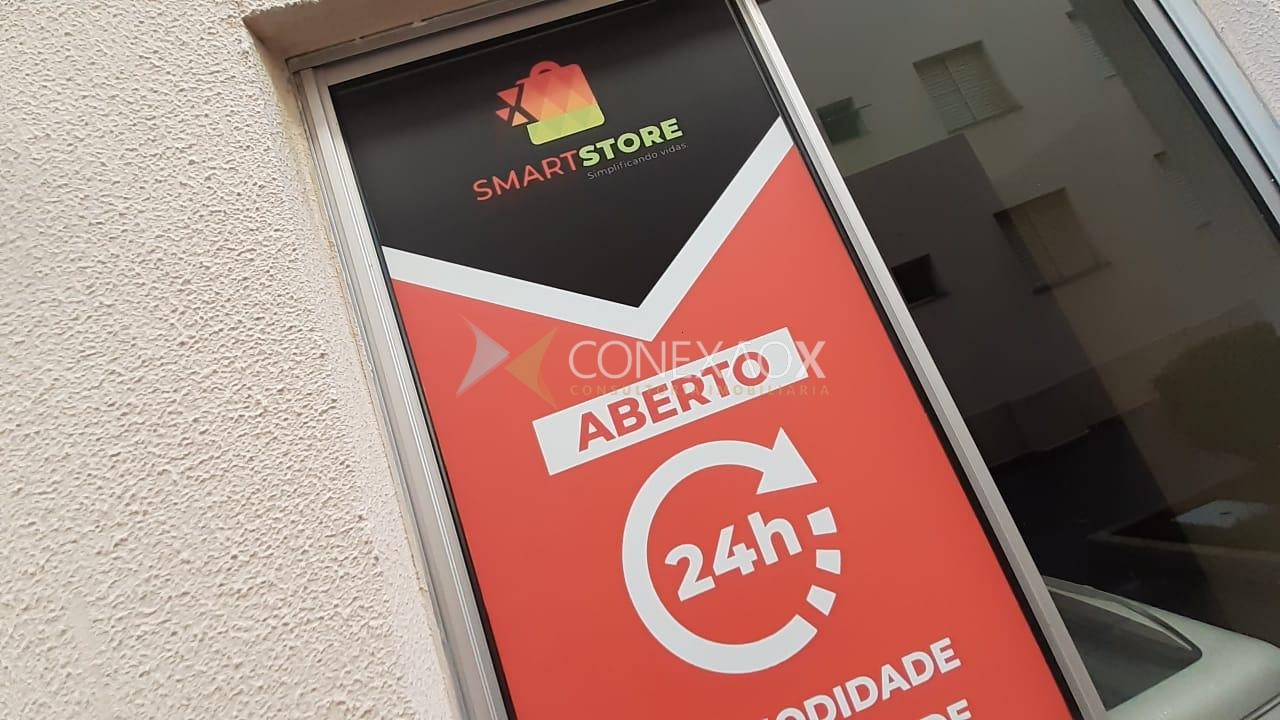 SMARTSTORE
Simplificando vidas.
CONEXAOX
ABERTO
24h